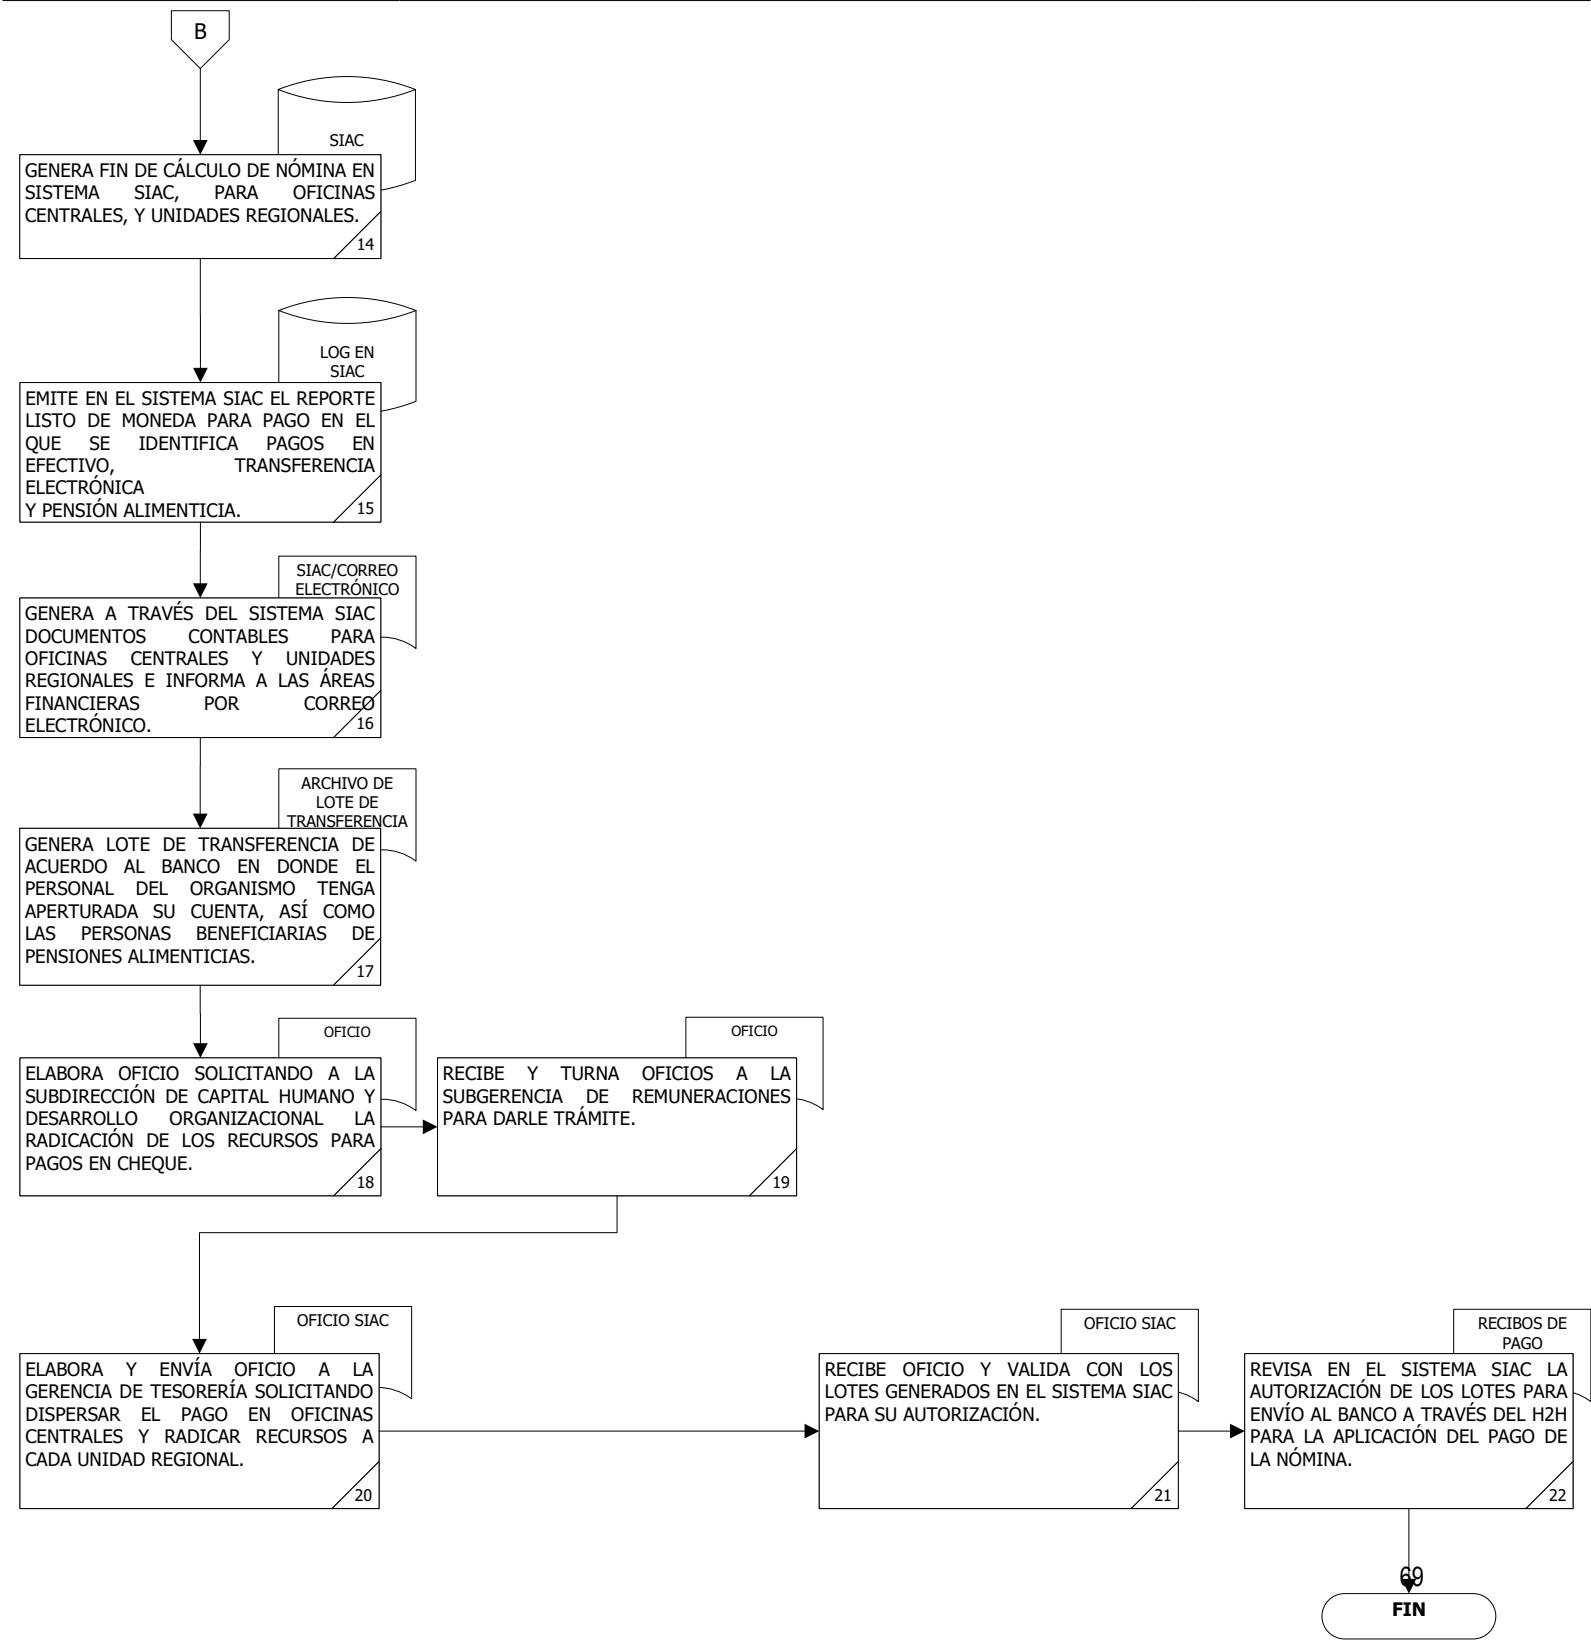 B
SIAC
GENERA FIN DE CÁLCULO DE NÓMINA EN
SISTEMA SIAC, PARA OFICINAS
CENTRALES, Y UNIDADES REGIONALES.
14
LOG EN
SIAC
EMITE EN EL SISTEMA SIAC EL REPORTE
LISTO DE MONEDA PARA PAGO EN EL
QUE SE IDENTIFICA PAGOS EN
EFECTIVO, TRANSFERENCIA
ELECTRÓNICA
Y PENSIÓN ALIMENTICIA.
15
SIAC/CORREO
ELECTRÓNICO
GENERA A TRAVÉS DEL SISTEMA SIAC
DOCUMENTOS CONTABLES PARA
OFICINAS CENTRALES Y UNIDADES
REGIONALES E INFORMA A LAS ÁREAS
FINANCIERAS POR CORREO
ELECTRÓNICO.
16
ARCHIVO DE
LOTE DE
TRANSFERENCIA
GENERA LOTE DE TRANSFERENCIA DE
ACUERDO AL BANCO EN DONDE EL
PERSONAL DEL ORGANISMO TENGA
APERTURADA SU CUENTA, ASÍ COMO
LAS PERSONAS BENEFICIARIAS DE
PENSIONES ALIMENTICIAS.
17
OFICIO
ELABORA OFICIO SOLICITANDO A LA
SUBDIRECCIÓN DE CAPITAL HUMANO Y
DESARROLLO ORGANIZACIONAL LA
RADICACIÓN DE LOS RECURSOS PARA
PAGOS EN CHEQUE.
18
OFICIO
RECIBE Y TURNA OFICIOS A LA
SUBGERENCIA DE REMUNERACIONES
PARA DARLE TRÁMITE.
19
OFICIO SIAC
ELABORA Y ENVÍA OFICIO A LA
GERENCIA DE TESORERÍA SOLICITANDO
DISPERSAR EL PAGO EN OFICINAS
CENTRALES Y RADICAR RECURSOS A
CADA UNIDAD REGIONAL.
20
OFICIO SIAC
RECIBE OFICIO Y VALIDA CON LOS
LOTES GENERADOS EN EL SISTEMA SIAC
PARA SU AUTORIZACIÓN.
21
RECIBOS DE
PAGO
REVISA EN EL SISTEMA SIAC LA
AUTORIZACIÓN DE LOS LOTES PARA
ENVÍO AL BANCO A TRAVÉS DEL H2H
PARA LA APLICACIÓN DEL PAGO DE
LA NÓMINA.
22
69
FIN